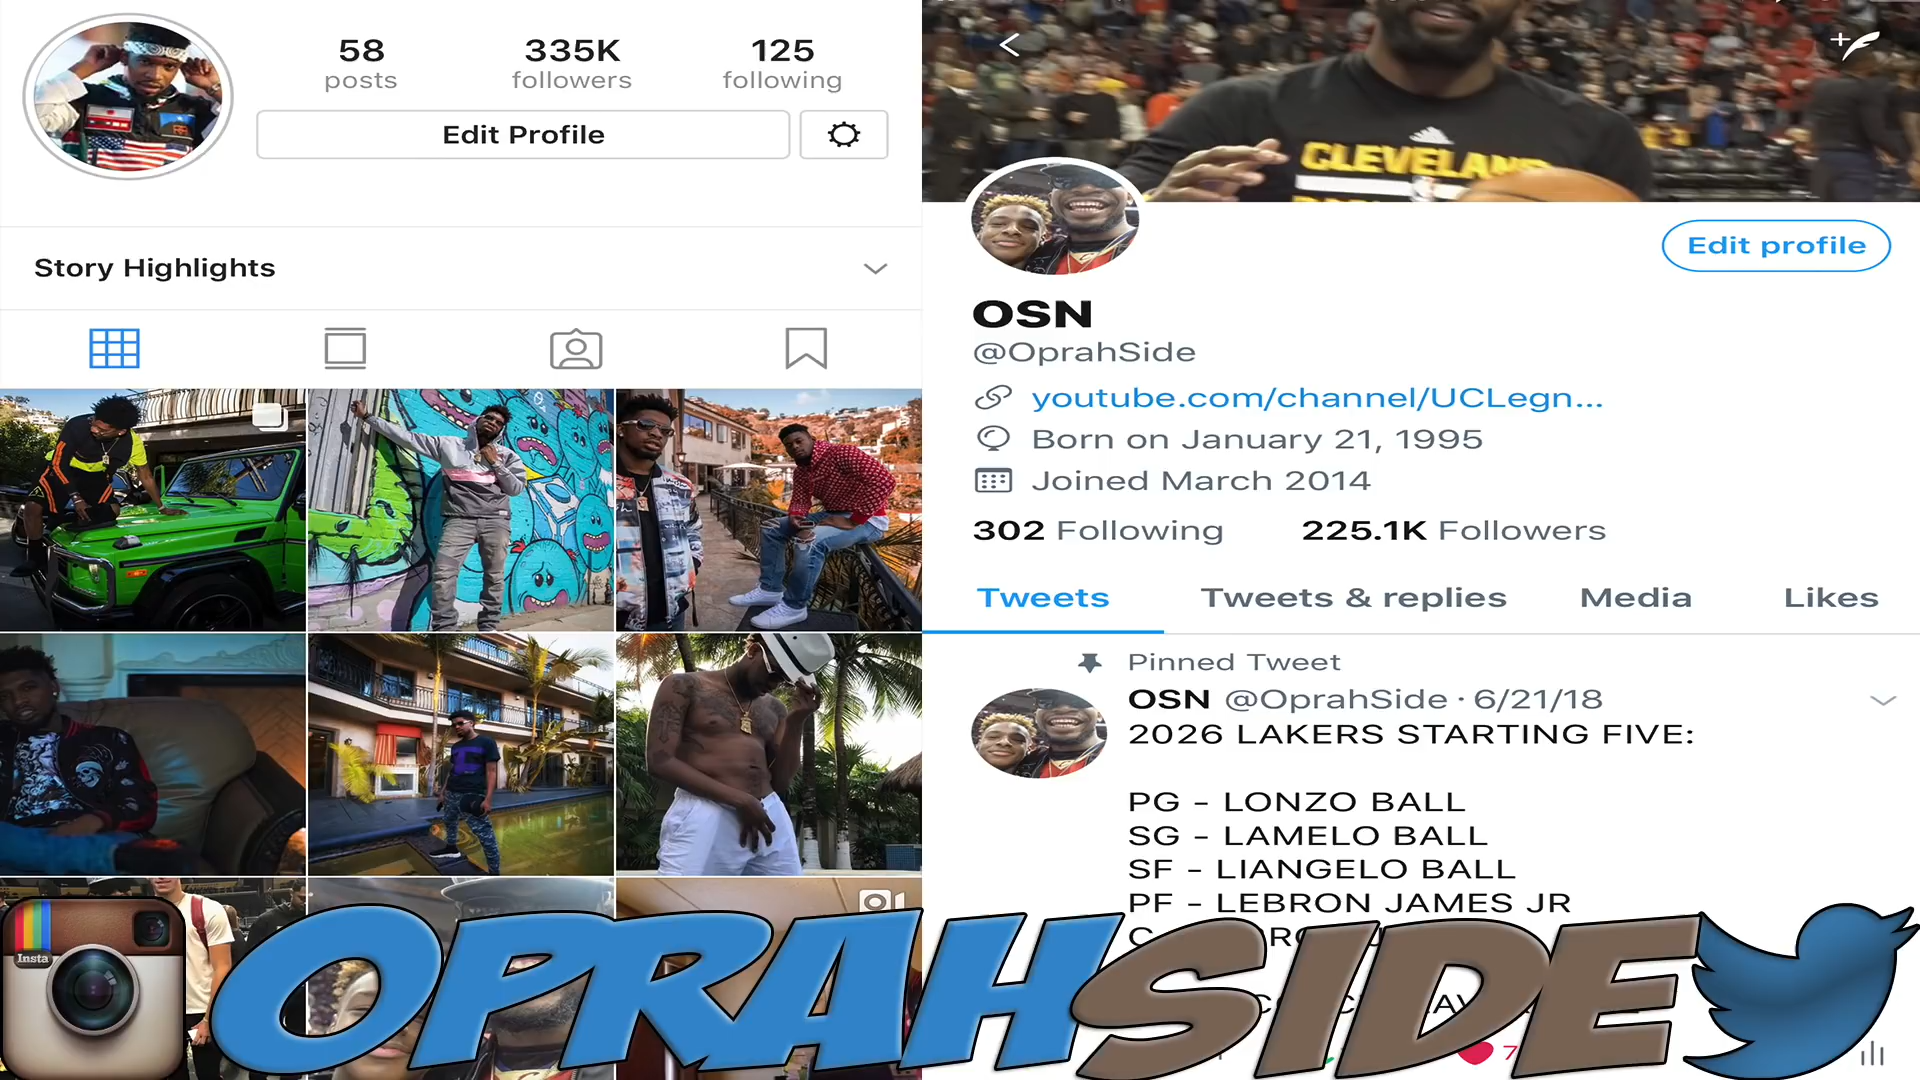 58
posts
335K
followers
125
following
Edit Profile
Story Highlights
CLEVELAND
Edit profile
OSN
@OprahSide
youtube.com/channel/UCLegn...
Born on January 21, 1995
Joined March 2014
302 Following
225.1K Followers
Tweets
Tweets & replies
Media
Likes
Pinned Tweet
OSN @OprahSide · 6/21/18
2026 LAKERS STARTING FIVE:
PG - LONZO BALL
SG - LAMELO BALL
SF - LIANGELO BALL
PF - LEBRON JAMES JR
Insta
OPRAHSIDE